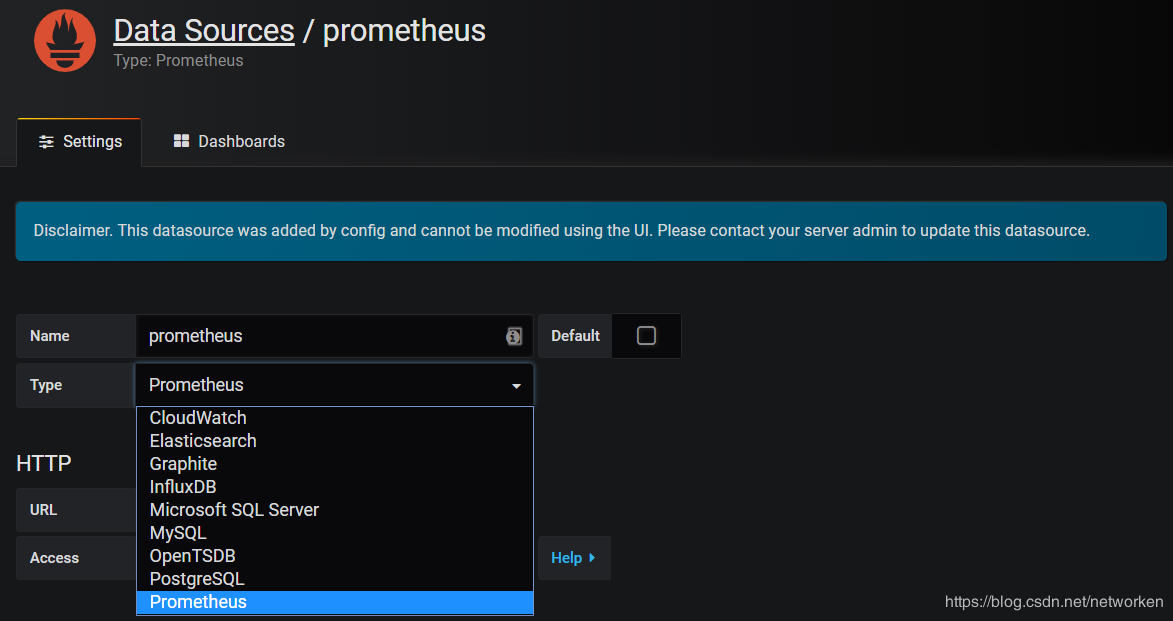 Data Sources / prometheus
Type: Prometheus
Settings
Dashboards
Disclaimer. This datasource was added by config and cannot be modified using the UI. Please contact your server admin to update this datasource.
Name prometheus Default
Type Prometheus
CloudWatch
Elasticsearch
Graphite
InfluxDB
Microsoft SQL Server
MySQL
OpenTSDB
PostgreSQL
Prometheus
HTTP
URL
Access Help
https://blog.csdn.net/networken